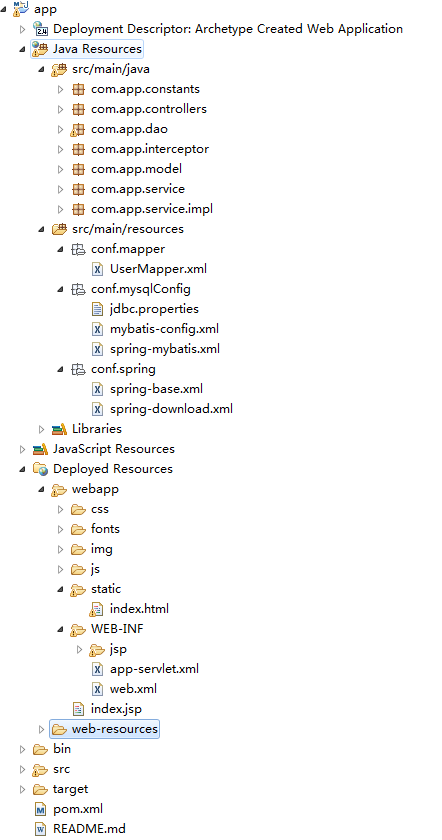 app
Deployment Descriptor: Archetype Created Web Application
Java Resources
src/main/java
com.app.constants
com.app.controllers
com.app.dao
com.app.interceptor
com.app.model
com.app.service
com.app.service.impl
src/main/resources
conf.mapper
UserMapper.xml
conf.mysqlConfig
jdbc.properties
mybatis-config.xml
spring-mybatis.xml
conf.spring
spring-base.xml
spring-download.xml
Libraries
JavaScript Resources
Deployed Resources
webapp
css
fonts
img
js
static
index.html
WEB-INF
jsp
app-servlet.xml
web.xml
index.jsp
web-resources
bin
src
target
pom.xml
README.md